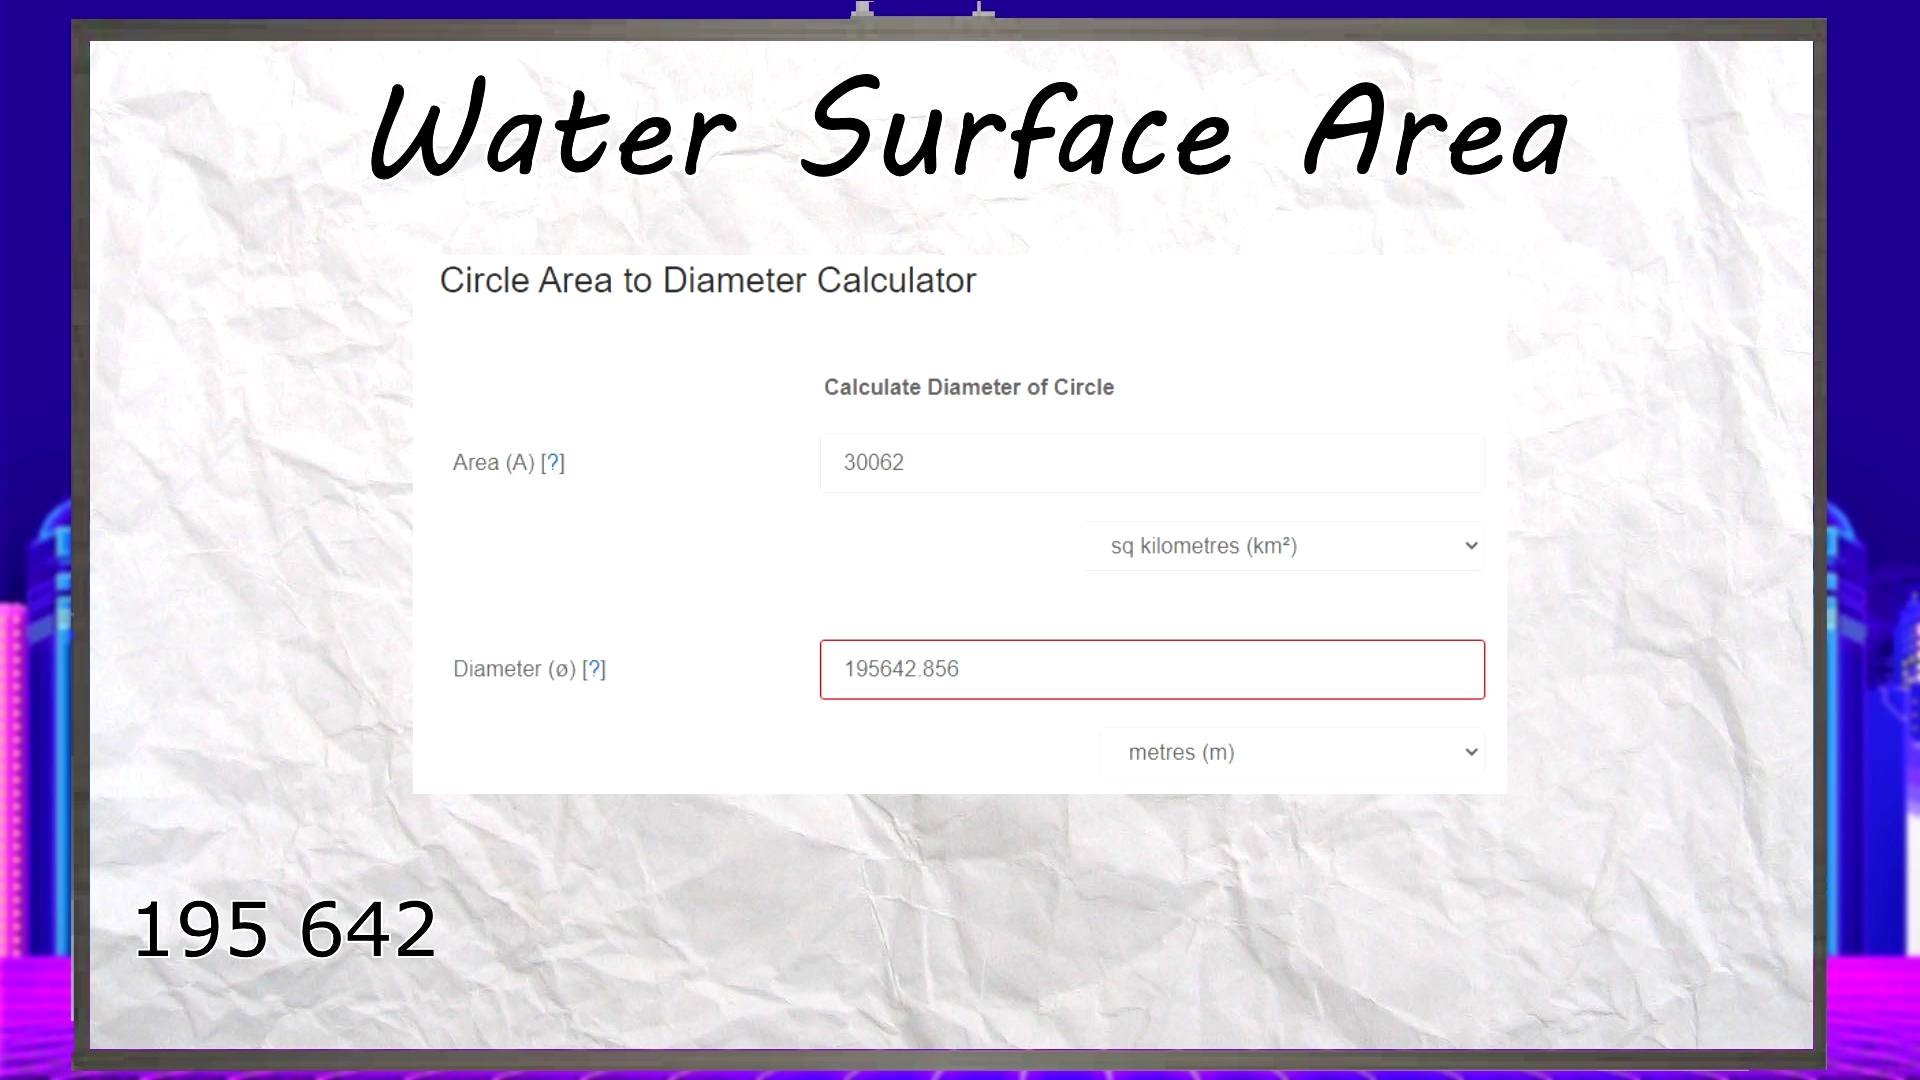 Water Surface Area
Circle Area to Diameter Calculator
Calculate Diameter of Circle
Area (A) [?]
30062
sq kilometres (km²)
Diameter (ø) [?]
195642.856
metres (m)
195 642